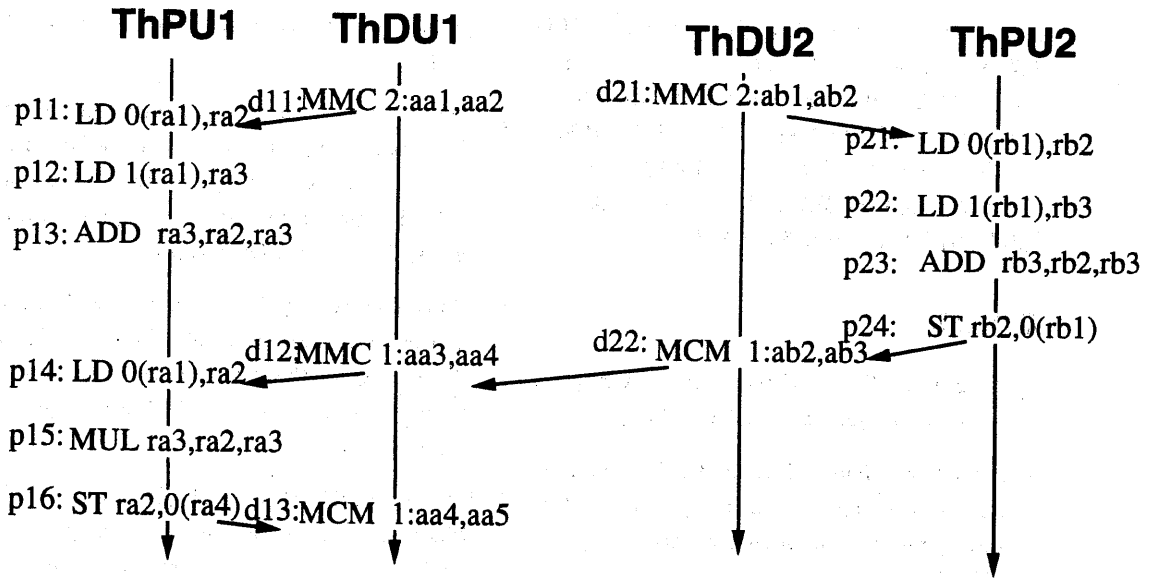 ThPU1 ThDU1 ThDU2 ThPU2
p11: LD 0(ra1),ra2 d11:MMC 2:aa1,aa2 d21:MMC 2:ab1,ab2
p21: LD 0(rb1),rb2
p12: LD 1(ra1),ra3
p22: LD 1(rb1),rb3
p13: ADD ra3,ra2,ra3
p23: ADD rb3,rb2,rb3
p24: ST rb2,0(rb1)
d12:MMC 1:aa3,aa4 d22: MCM 1:ab2,ab3
p14: LD 0(ra1),ra2
p15: MUL ra3,ra2,ra3
p16: ST ra2,0(ra4) d13:MCM 1:aa4,aa5